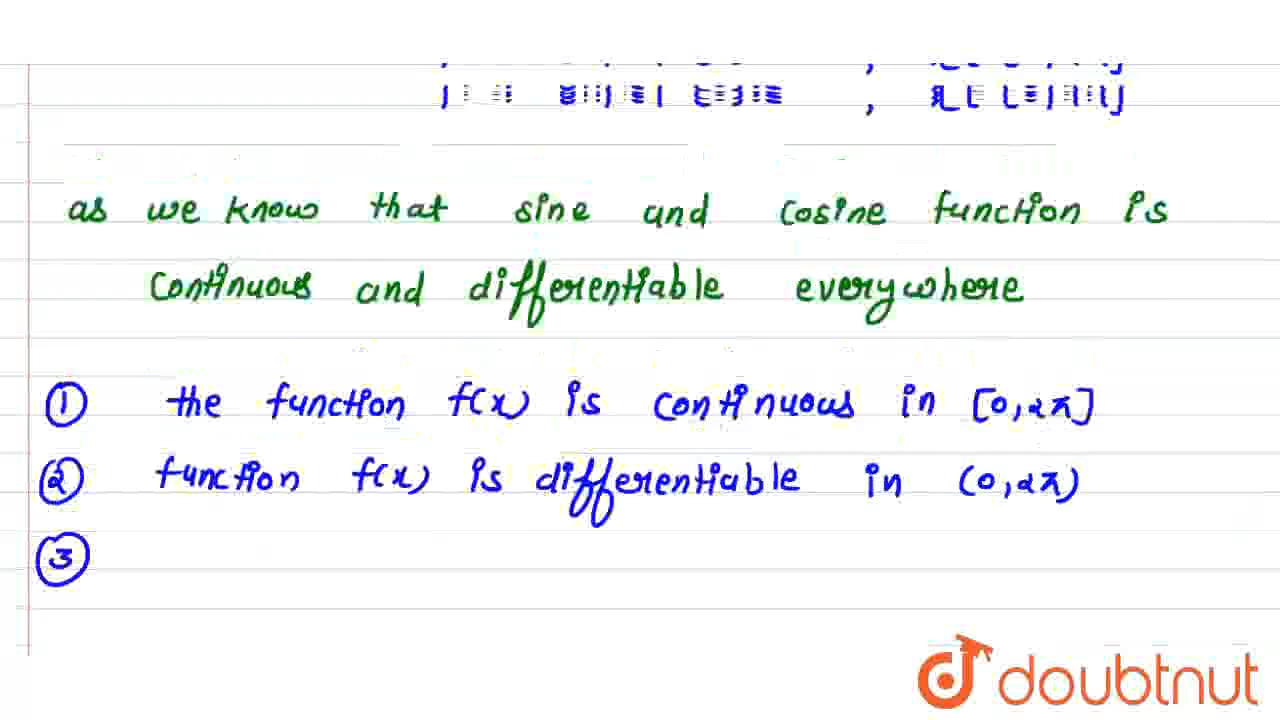 as we know that sine and cosine function is
continuous and differentiable everywhere
① the function f(x) is continuous in [0,2π]
② function f(x) is differentiable in (0,2π)
③
doubtnut